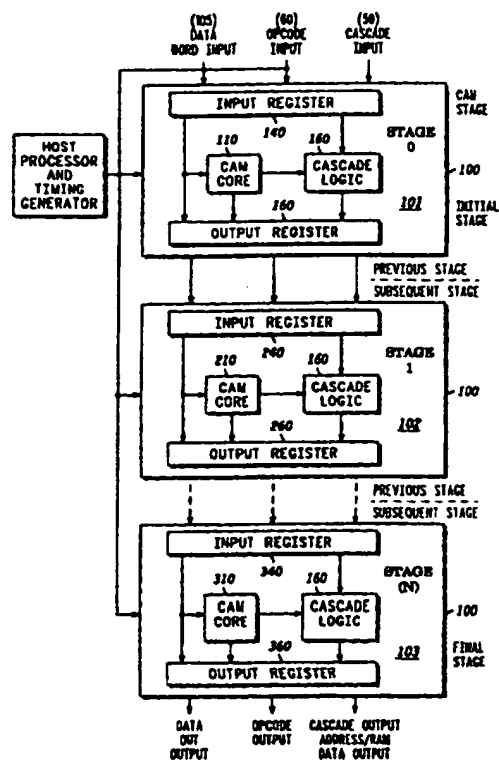 (105) (60) (50)
DATA OPCODE CASCADE
WORD INPUT INPUT INPUT
INPUT REGISTER
140
CAM
STAGE
STAGE
0
110 160
CAM
CORE
CASCADE
LOGIC
HOST
PROCESSOR
AND
TIMING
GENERATOR
100
101
INITIAL
STAGE
160
OUTPUT REGISTER
PREVIOUS STAGE
SUBSEQUENT STAGE
INPUT REGISTER
240
STAGE
1
210 160
CAM
CORE
CASCADE
LOGIC
100
102
260
OUTPUT REGISTER
PREVIOUS STAGE
SUBSEQUENT STAGE
INPUT REGISTER
340
STAGE
(N)
310 160
CAM
CORE
CASCADE
LOGIC
100
103
FINAL
STAGE
360
OUTPUT REGISTER
DATA
OUT
OUTPUT
OPCODE
OUTPUT
CASCADE OUTPUT
ADDRESS/RAM
DATA OUTPUT